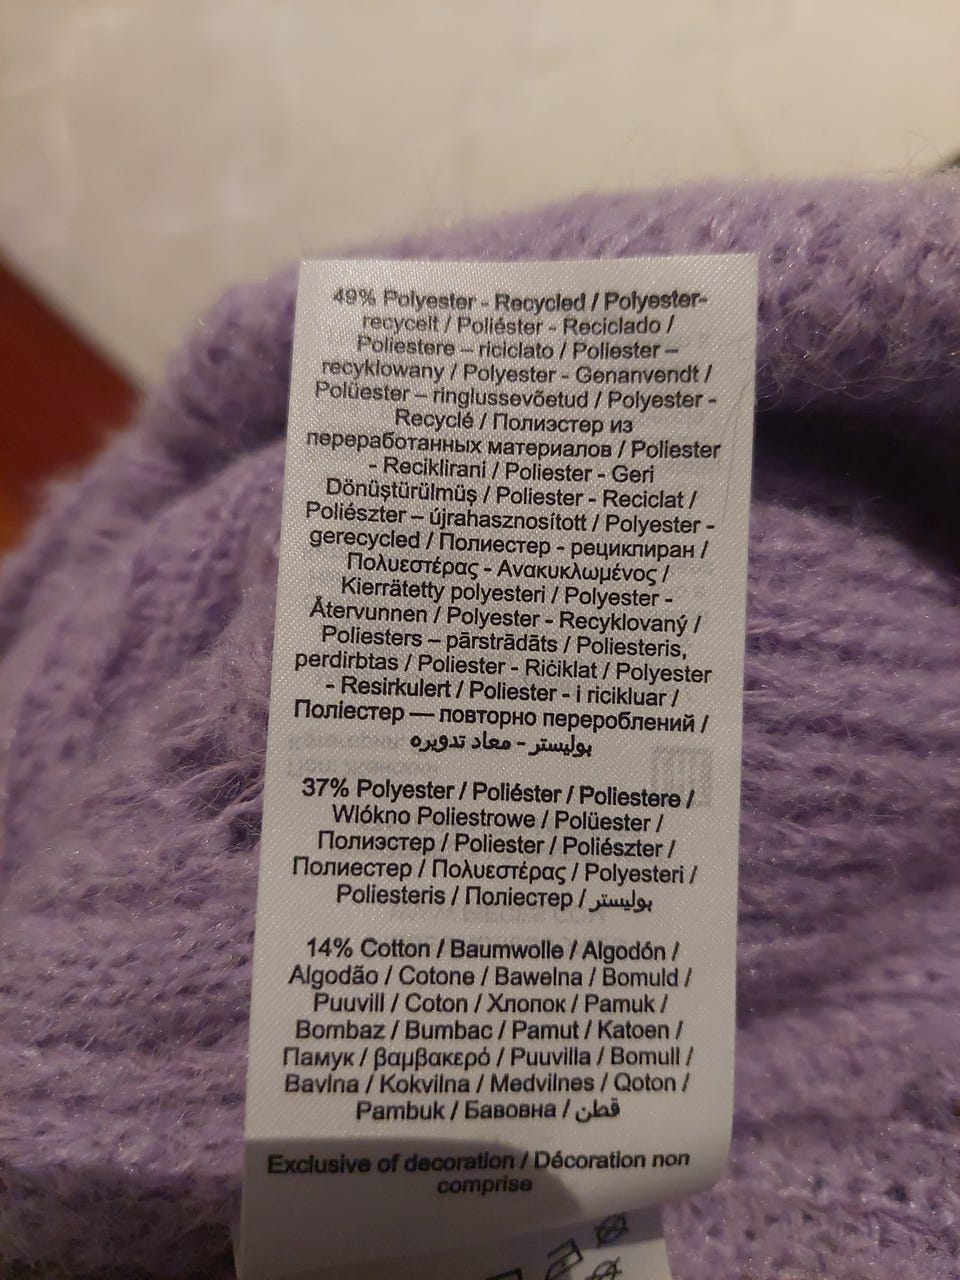 49% Polyester - Recycled / Polyester-
recycelt / Poliéster - Reciclado /
Poliestere – riciclato / Poliester –
recyklowany / Polyester - Genanvendt /
Polüester – ringlussevõetud / Polyester -
Recyclé / Полиэстер из
переработанных материалов / Poliester
- Reciklirani / Poliester - Geri
Dönüştürülmüş / Poliester - Reciclat /
Poliészter – újrahasznosított / Polyester -
gerecycled / Полиестер - рециклиран /
Πολυεστέρας - Ανακυκλωμένος /
Kierrätetty polyesteri / Polyester -
Återvunnen / Polyester - Recyklovaný /
Poliesters – pārstrādāts / Poliesteris,
perdirbtas / Poliester - Riċiklat / Polyester
- Resirkulert / Poliester - i ricikluar /
Поліестер — повторно перероблений /
بوليستر - معاد تدويره
37% Polyester / Poliéster / Poliestere /
Wlókno Poliestrowe / Polüester /
Полиэстер / Poliester / Poliészter /
Полиестер / Πολυεστέρας / Polyesteri /
Poliesteris / Поліестер / بوليستر
14% Cotton / Baumwolle / Algodón /
Algodão / Cotone / Bawełna / Bomuld /
Puuvill / Coton / Хлопок / Pamuk /
Bombaz / Bumbac / Pamut / Katoen /
Памук / βαμβακερό / Puuvilla / Bomull /
Bavlna / Kokvilna / Medvilnes / Qoton /
Pambuk / Бавовна / قطن
Exclusive of decoration / Décoration non
comprise